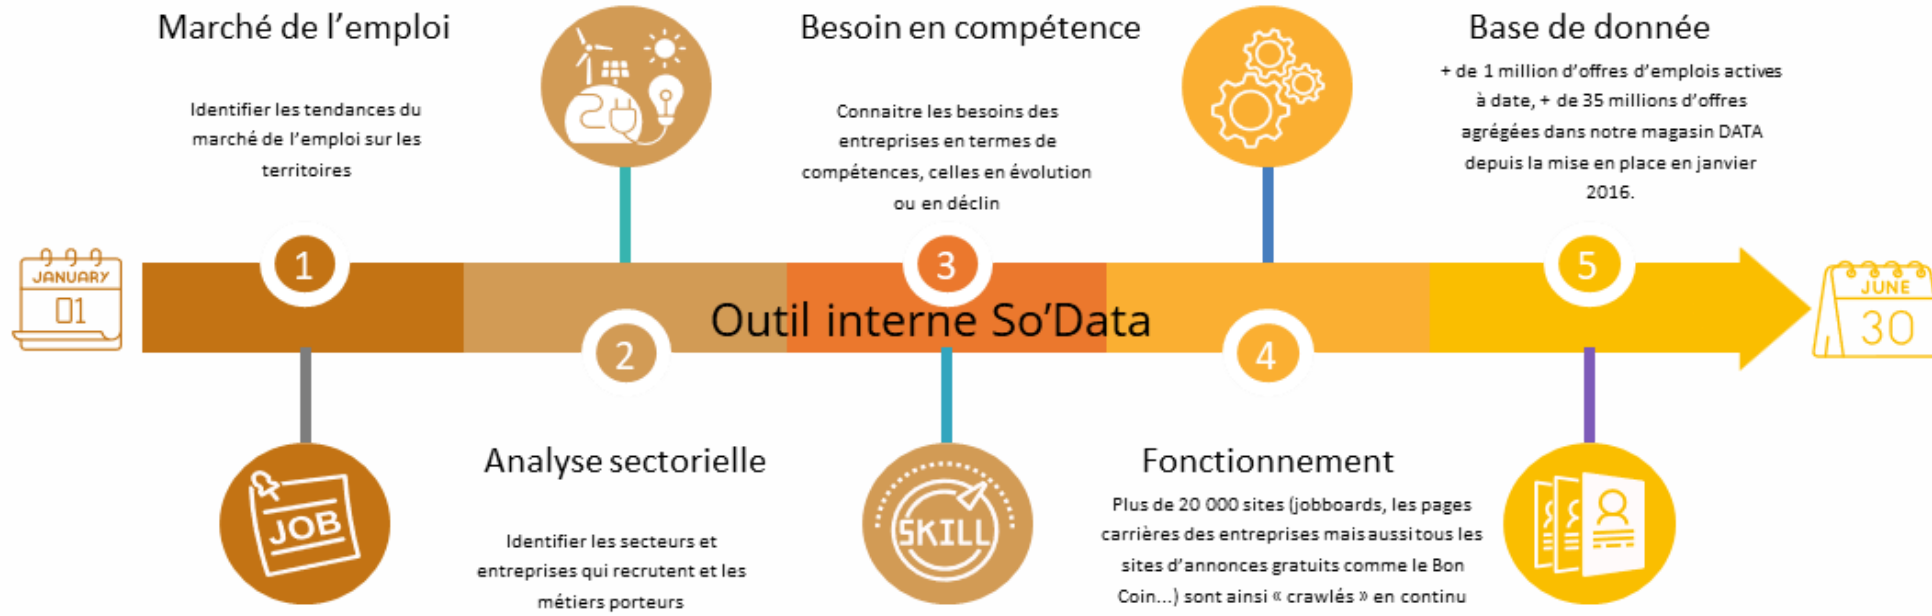 Marché de l'emploi
Identifier les tendances du
marché de l'emploi sur les
territoires
Besoin en compétence
Connaitre les besoins des
entreprises en termes de
compétences, celles en évolution
ou en déclin
Base de donnée
+ de 1 million d'offres d'emplois actives
à date, + de 35 millions d'offres
agrégées dans notre magasin DATA
depuis la mise en place en janvier
2016.
JANUARY
01
1
2
3
4
5
Outil interne So'Data
JUNE
30
JOB
Analyse sectorielle
Identifier les secteurs et
entreprises qui recrutent et les
métiers porteurs
SKILL
Fonctionnement
Plus de 20 000 sites (jobboards, les pages
carrières des entreprises mais aussi tous les
sites d'annonces gratuits comme le Bon
Coin...) sont ainsi « crawlés » en continu